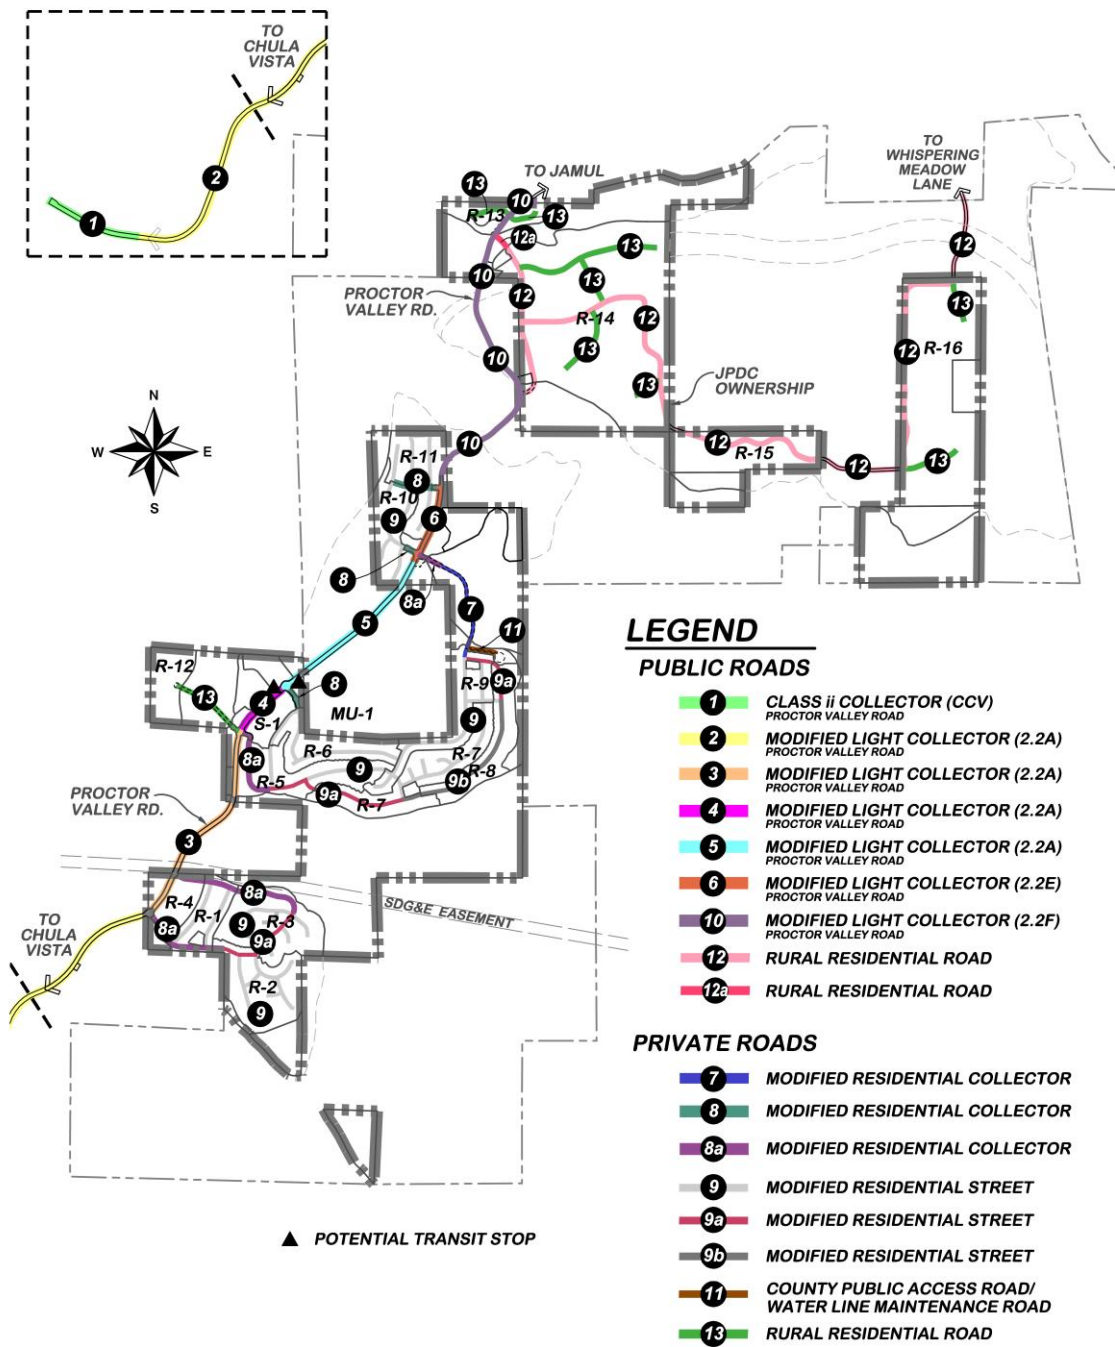 TO
CHULA
VISTA
2
1
TO
WHISPERING
MEADOW
LANE
TO JAMUL
13
10
R-13
13
12a
13
12
10
13
12
13
PROCTOR
VALLEY RD.
R-14
12
12
R-16
13
10
13
JPDC
OWNERSHIP
N
W
E
S
10
12
R-15
12
13
R-11
8
R-10
9
6
8
8a
7
5
11
R-12
13
8
4
S-1
MU-1
R-9
9a
9
R-6
R-7
8a
9
R-8
R-5
9b
9a
R-7
PROCTOR
VALLEY RD.
3
SDG&E EASEMENT
8a
R-4
R-1
9
R-3
8a
9a
TO
CHULA
VISTA
R-2
9
LEGEND
PUBLIC ROADS
1 CLASS ii COLLECTOR (CCV)
PROCTOR VALLEY ROAD
2 MODIFIED LIGHT COLLECTOR (2.2A)
PROCTOR VALLEY ROAD
3 MODIFIED LIGHT COLLECTOR (2.2A)
PROCTOR VALLEY ROAD
4 MODIFIED LIGHT COLLECTOR (2.2A)
PROCTOR VALLEY ROAD
5 MODIFIED LIGHT COLLECTOR (2.2A)
PROCTOR VALLEY ROAD
6 MODIFIED LIGHT COLLECTOR (2.2E)
PROCTOR VALLEY ROAD
10 MODIFIED LIGHT COLLECTOR (2.2F)
PROCTOR VALLEY ROAD
12 RURAL RESIDENTIAL ROAD
12a RURAL RESIDENTIAL ROAD
PRIVATE ROADS
7 MODIFIED RESIDENTIAL COLLECTOR
8 MODIFIED RESIDENTIAL COLLECTOR
8a MODIFIED RESIDENTIAL COLLECTOR
9 MODIFIED RESIDENTIAL STREET
9a MODIFIED RESIDENTIAL STREET
9b MODIFIED RESIDENTIAL STREET
11 COUNTY PUBLIC ACCESS ROAD/
WATER LINE MAINTENANCE ROAD
13 RURAL RESIDENTIAL ROAD
POTENTIAL TRANSIT STOP